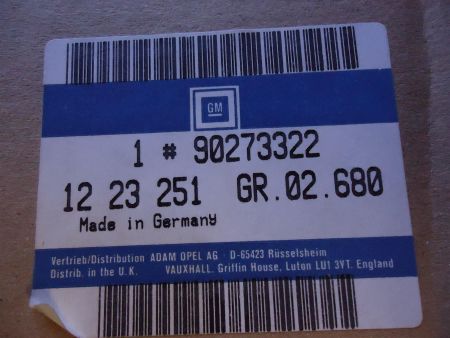 GM
1 # 90273322
12 23 251 GR.02.680
Made in Germany
Vertrieb/Distribution ADAM OPEL AG · D-65423 Rüsselsheim
Distrib. in the U.K. VAUXHALL. Griffin House, Luton LU1 3YT. England